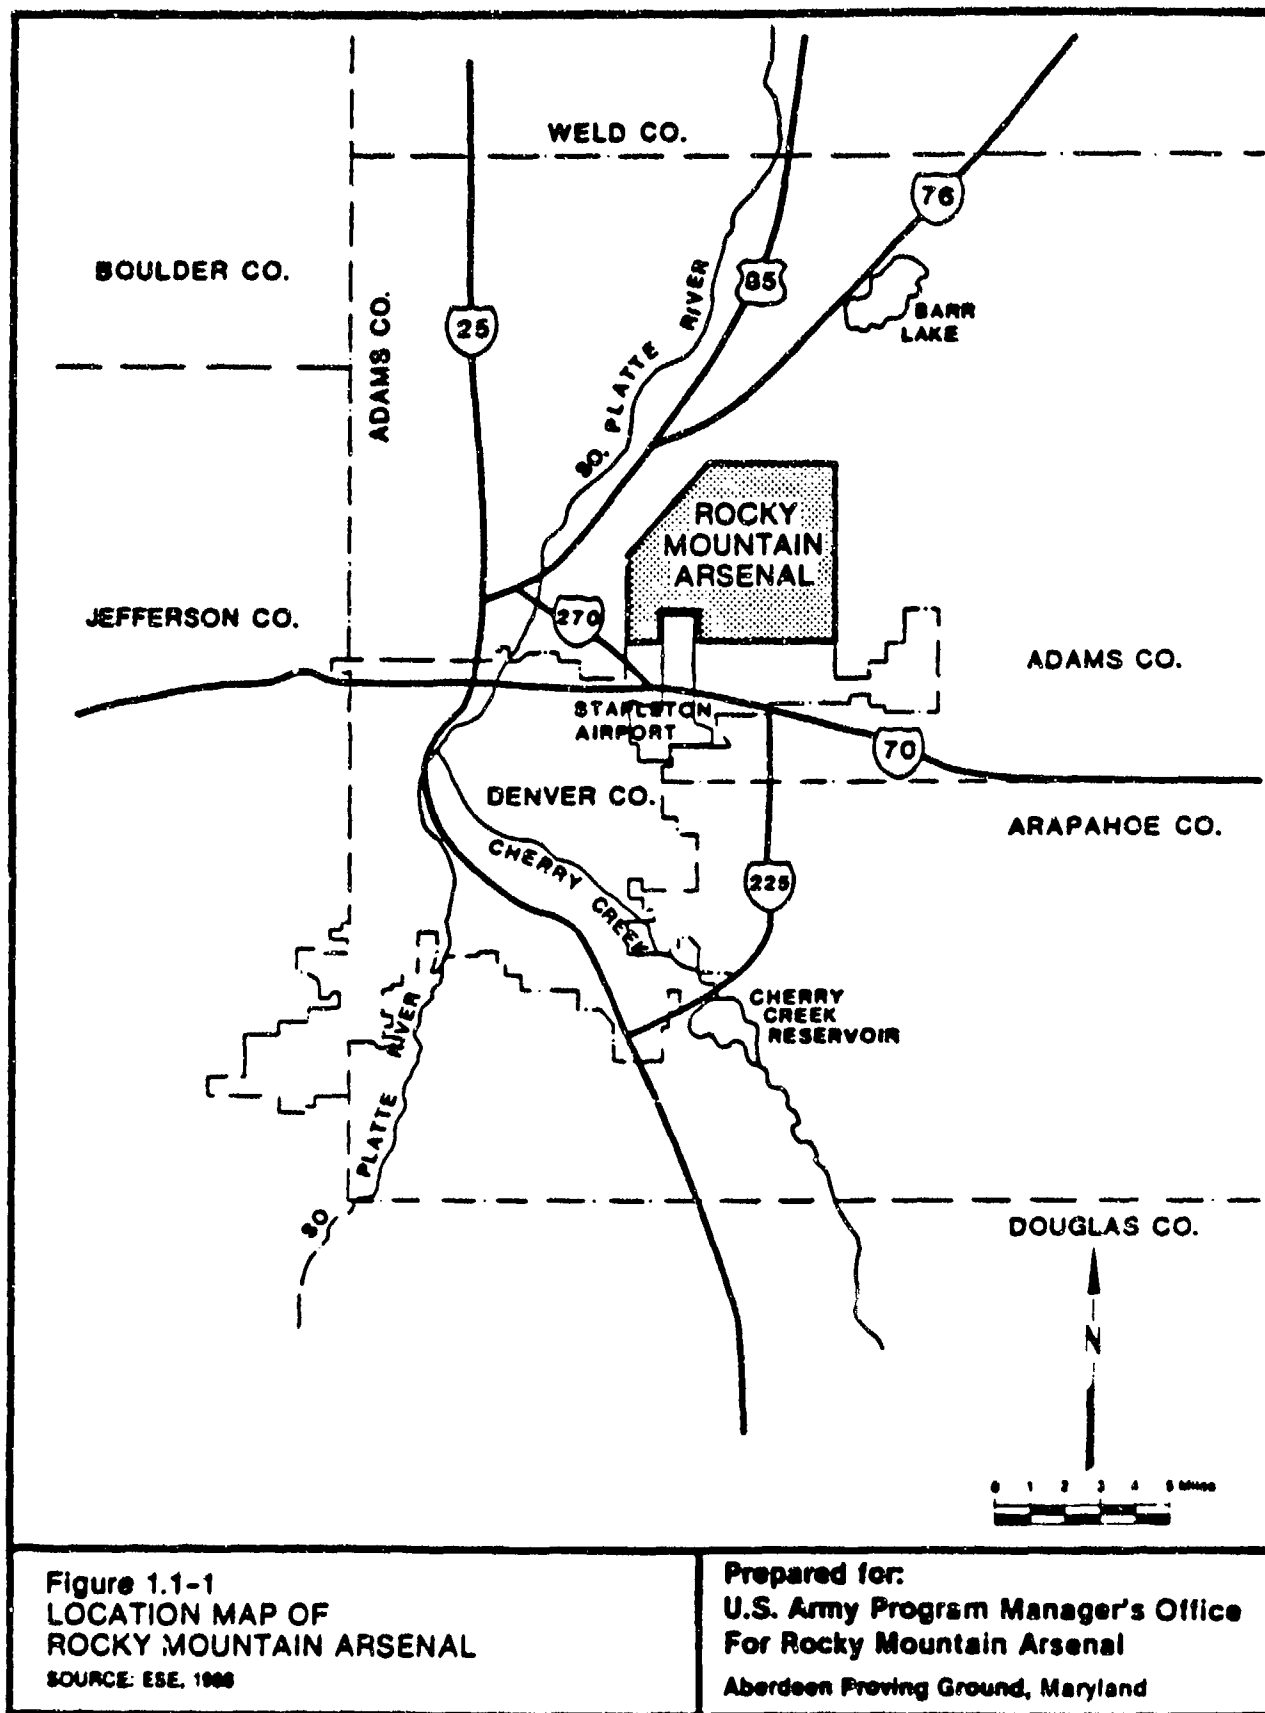 WELD CO.
76
BOULDER CO.
85
ADAMS CO.
25
SO. PLATTE RIVER
BARR
LAKE
ROCKY
MOUNTAIN
ARSENAL
JEFFERSON CO.
270
ADAMS CO.
STAPLETON
AIRPORT
70
DENVER CO.
ARAPAHOE CO.
CHERRY CREEK
225
CHERRY
CREEK
RESERVOIR
SO PLATTE RIVER
DOUGLAS CO.
N
0 1 2 3 4 5 Miles
Figure 1.1-1
LOCATION MAP OF
ROCKY MOUNTAIN ARSENAL
SOURCE: ESE,
Prepared for:
U.S. Army Program Manager's Office
For Rocky Mountain Arsenal
Aberdeen Proving Ground, Maryland